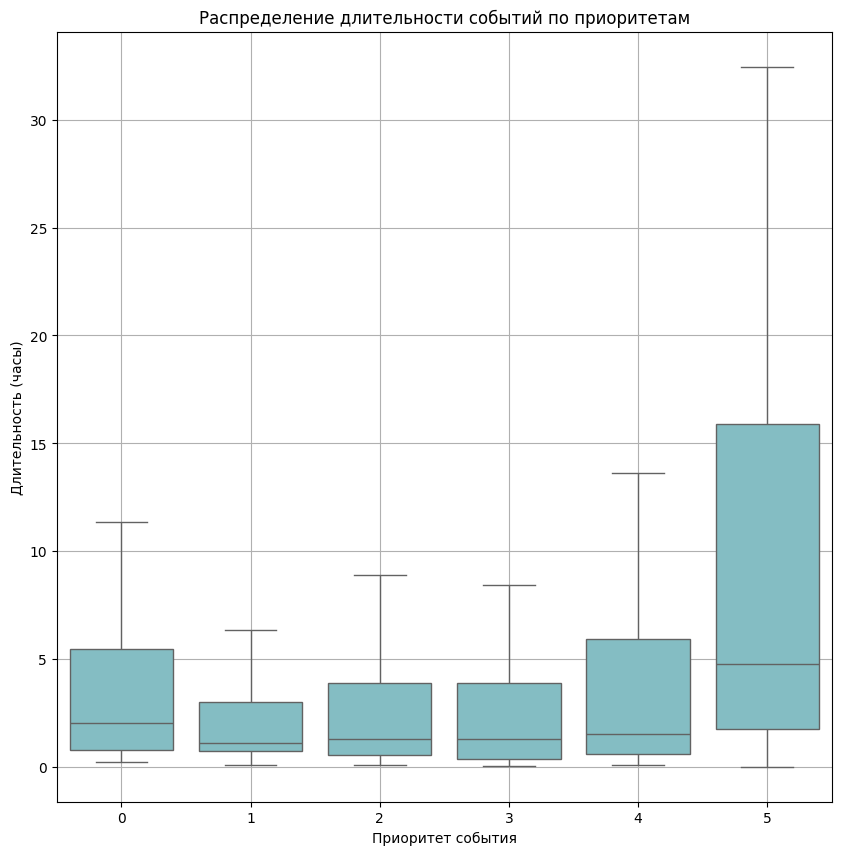 Распределение длительности событий по приоритетам
30
25
20
15
10
5
0
Длительность (часы)
0 1 2 3 4 5
Приоритет события